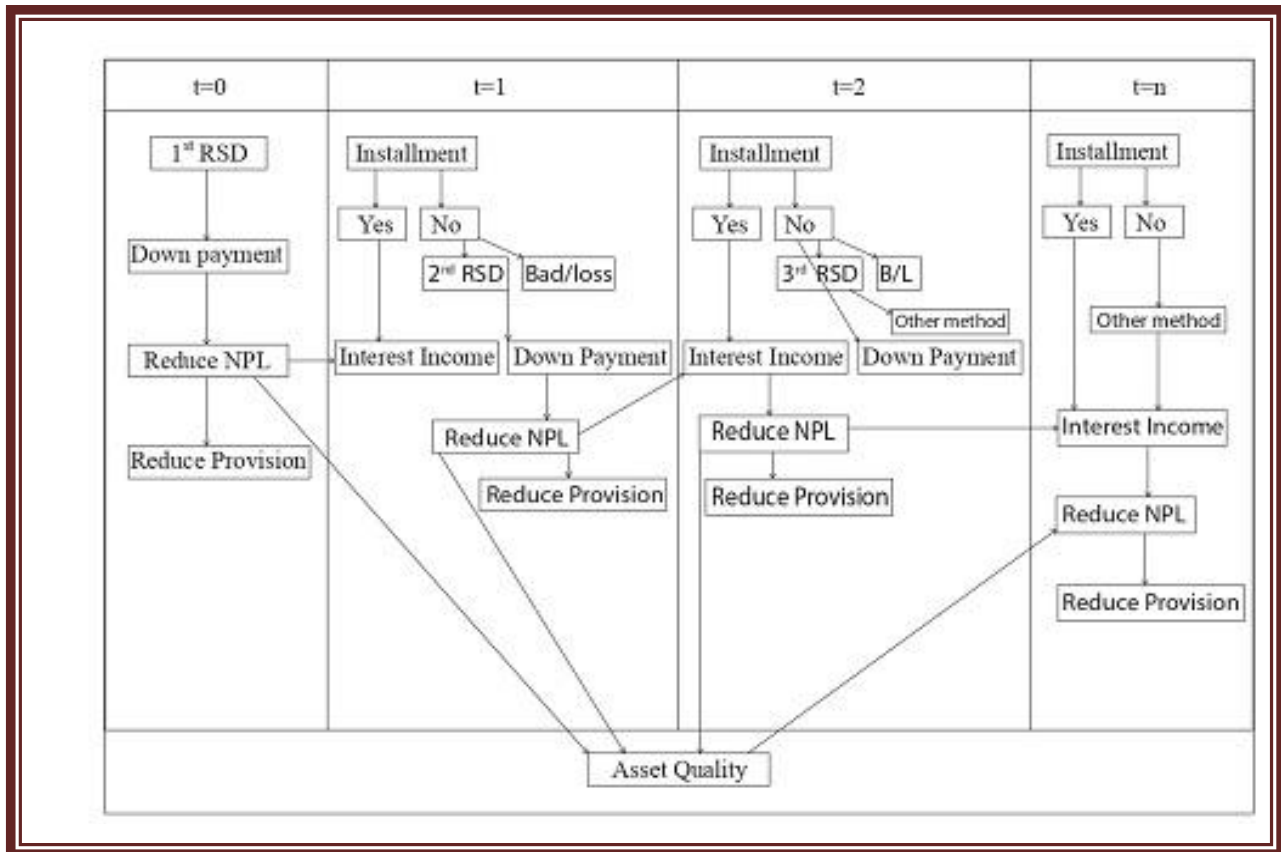 t=0
1st RSD
Down payment
Reduce NPL
Reduce Provision
t=1
Installment
Yes
No
2nd RSD
Bad/loss
Interest Income
Down Payment
Reduce NPL
Reduce Provision
t=2
Installment
Yes
No
3rd RSD
B/L
Other method
Interest Income
Down Payment
Reduce NPL
Reduce Provision
t=n
Installment
Yes
No
Other method
Interest Income
Reduce NPL
Reduce Provision
Asset Quality